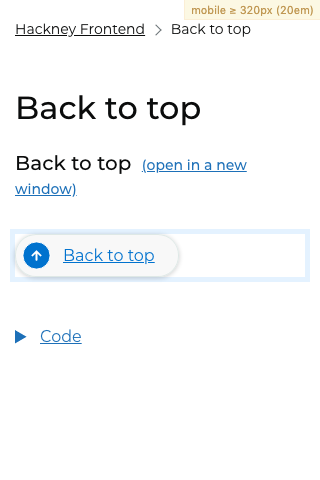 mobile ≥ 320px (20em)
Hackney Frontend Back to top
Back to top
Back to top (open in a new
window)
Back to top
Code